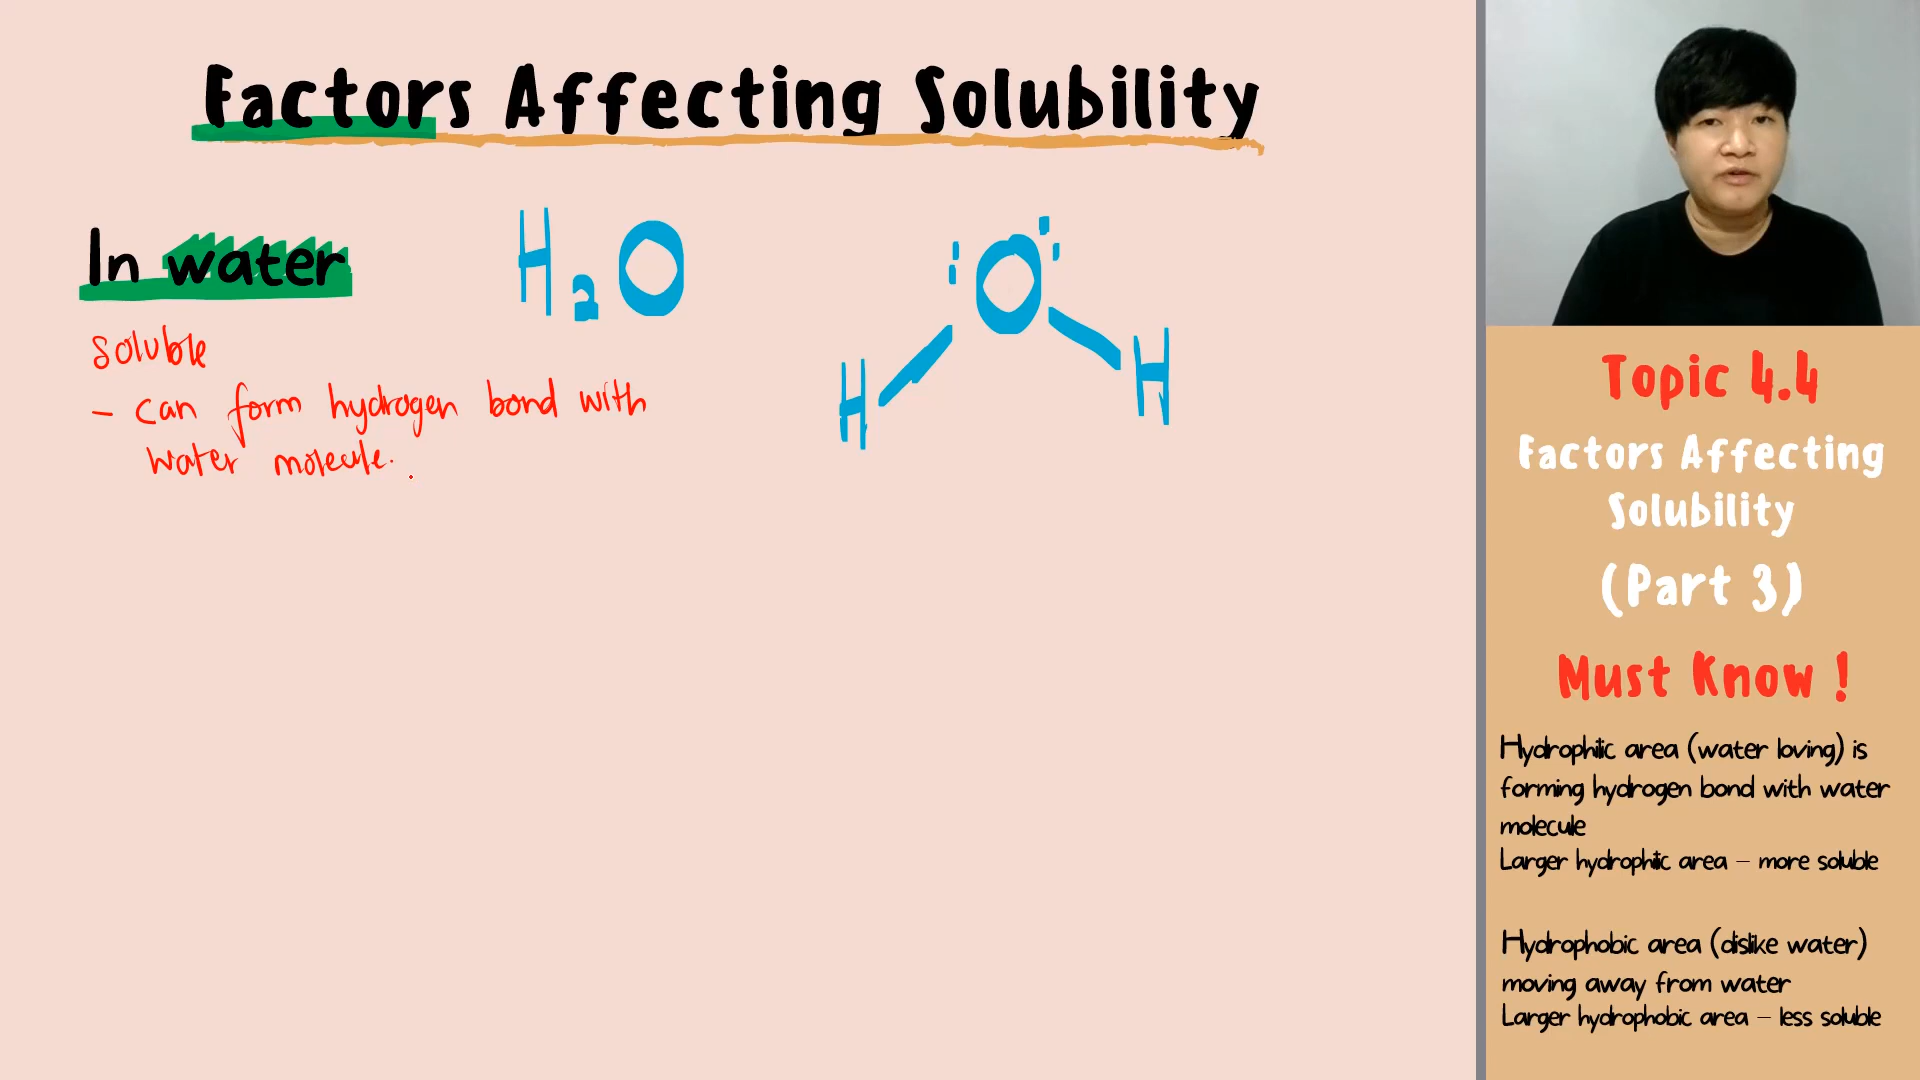 Factors Affecting Solubility
In water
H2O
O
H
H
soluble
- can form hydrogen bond with
water molecule.
Topic 4.4
Factors Affecting
Solubility
(Part 3)
Must Know !
Hydrophilic area (water loving) is
forming hydrogen bond with water
molecule
Larger hydrophilic area - more soluble
Hydrophobic area (dislike water)
moving away from water
Larger hydrophobic area - less soluble